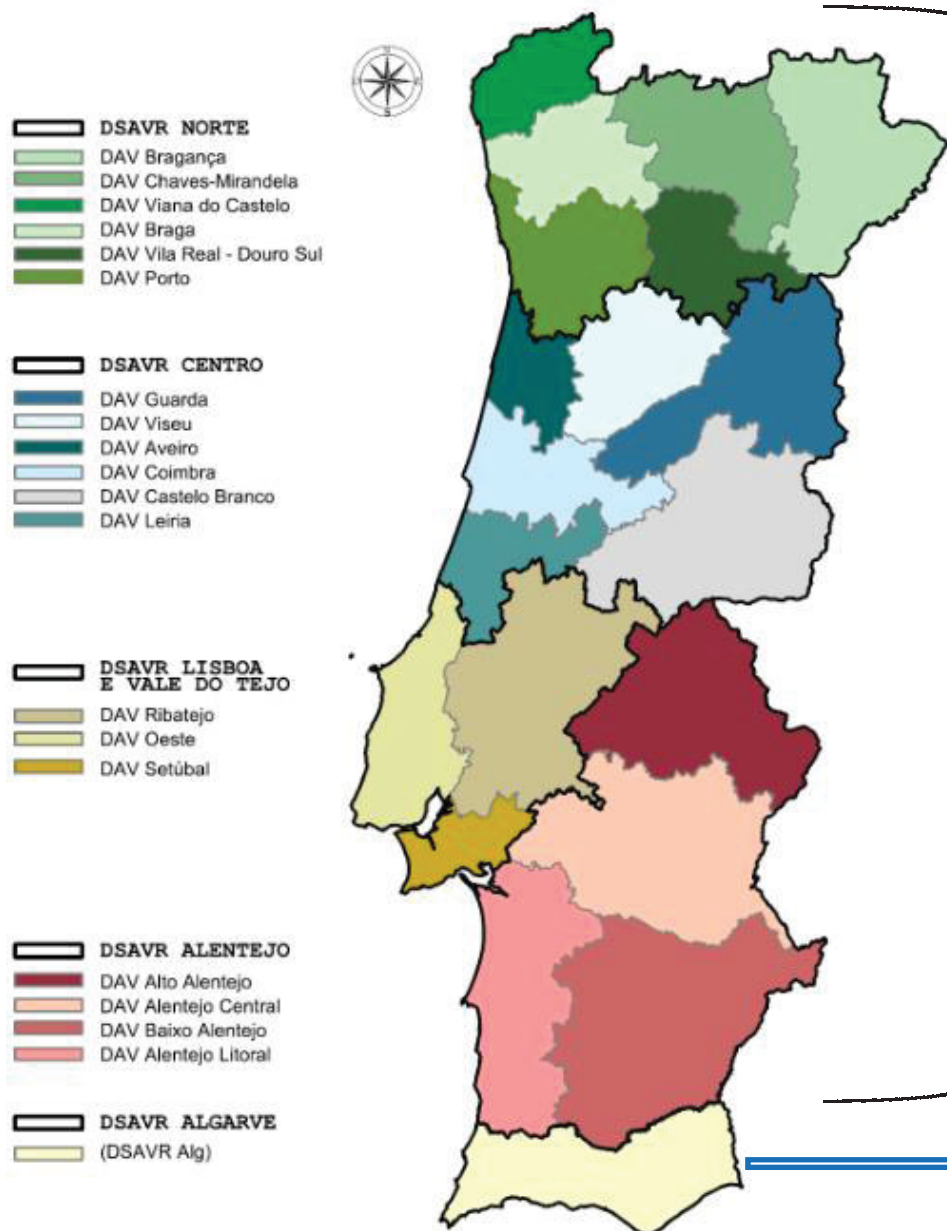 DSAVR NORTE
DAV Bragança
DAV Chaves-Mirandela
DAV Viana do Castelo
DAV Braga
DAV Vila Real - Douro Sul
DAV Porto
DSAVR CENTRO
DAV Guarda
DAV Viseu
DAV Aveiro
DAV Coimbra
DAV Castelo Branco
DAV Leiria
DSAVR LISBOA
E VALE DO TEJO
DAV Ribatejo
DAV Oeste
DAV Setúbal
DSAVR ALENTEJO
DAV Alto Alentejo
DAV Alentejo Central
DAV Baixo Alentejo
DAV Alentejo Litoral
DSAVR ALGARVE
(DSAVR Alg)